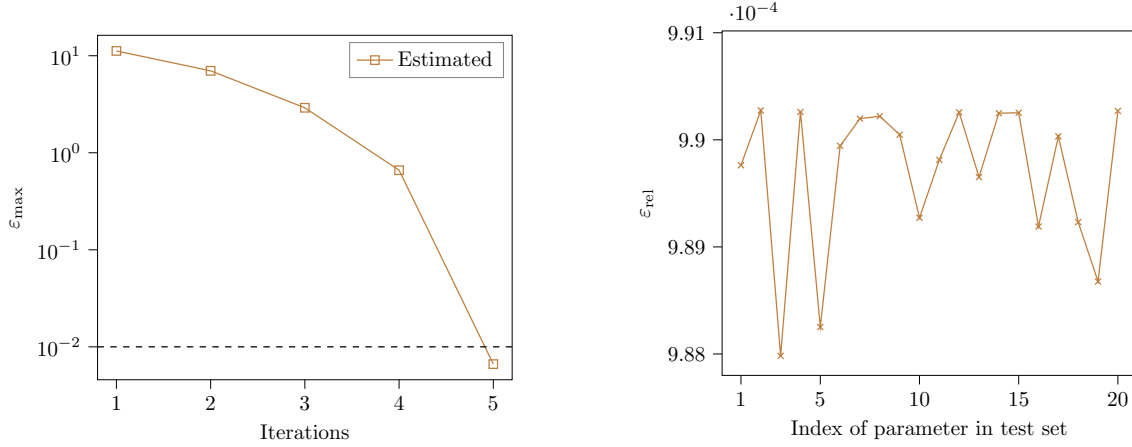 10^1
10^0
10^−1
10^−2
ε_max
1 2 3 4 5
Iterations
Estimated
·10^−4
9.91
9.9
9.89
9.88
ε_rel
1 5 10 15 20
Index of parameter in test set